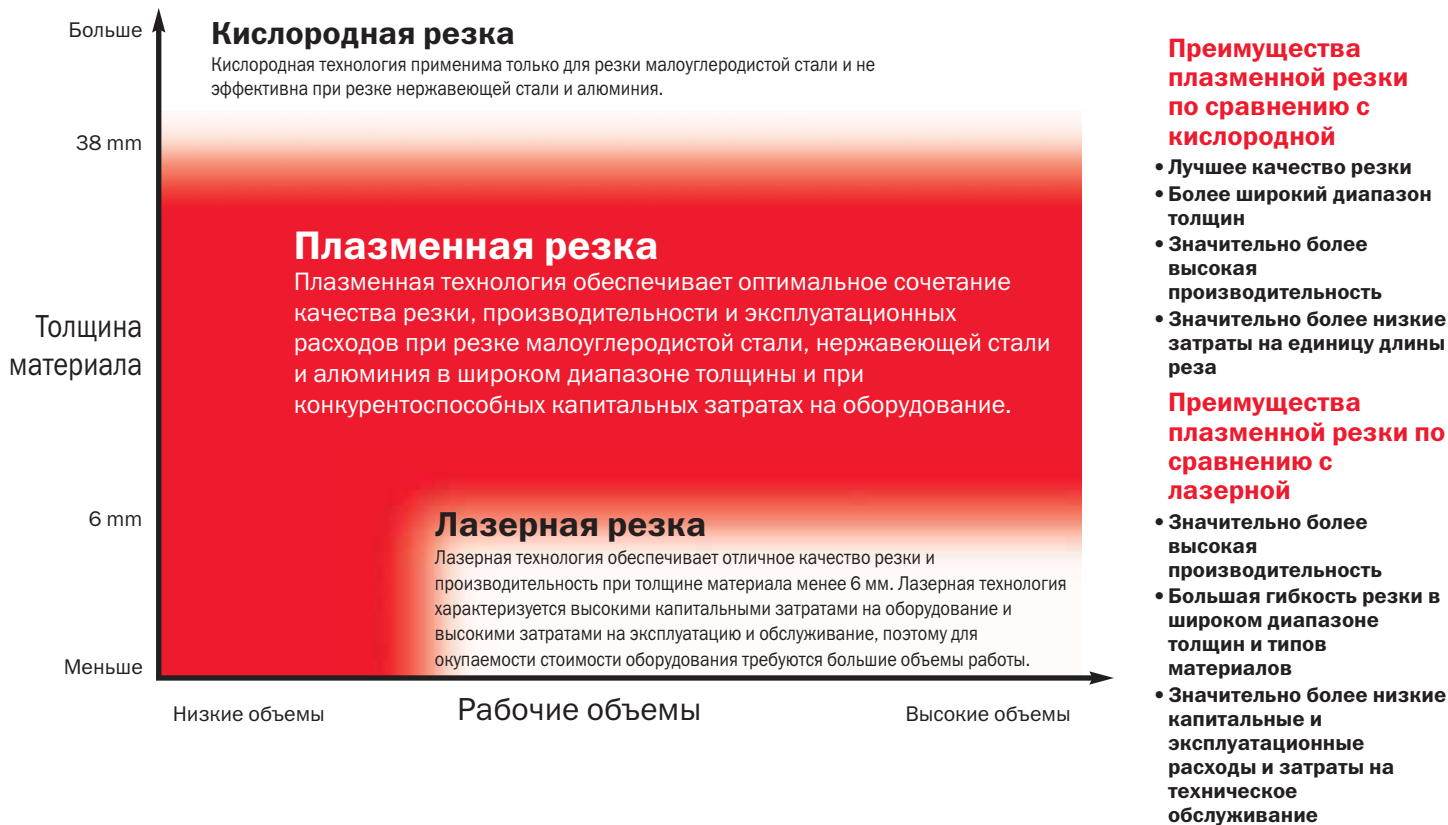 Больше
Кислородная резка
Кислородная технология применима только для резки малоуглеродистой стали и не
эффективна при резке нержавеющей стали и алюминия.
38 mm
Плазменная резка
Плазменная технология обеспечивает оптимальное сочетание
качества резки, производительности и эксплуатационных
расходов при резке малоуглеродистой стали, нержавеющей стали
и алюминия в широком диапазоне толщины и при
конкурентоспособных капитальных затратах на оборудование.
Толщина
материала
6 mm
Лазерная резка
Лазерная технология обеспечивает отличное качество резки и
производительность при толщине материала менее 6 мм. Лазерная технология
характеризуется высокими капитальными затратами на оборудование и
высокими затратами на эксплуатацию и обслуживание, поэтому для
окупаемости стоимости оборудования требуются большие объемы работы.
Меньше
Низкие объемы
Рабочие объемы
Высокие объемы
Преимущества
плазменной резки
по сравнению с
кислородной
• Лучшее качество резки
• Более широкий диапазон
толщин
• Значительно более
высокая
производительность
• Значительно более низкие
затраты на единицу длины
реза
Преимущества
плазменной резки по
сравнению с
лазерной
• Значительно более
высокая
производительность
• Большая гибкость резки в
широком диапазоне
толщин и типов
материалов
• Значительно более низкие
капитальные и
эксплуатационные
расходы и затраты на
техническое
обслуживание